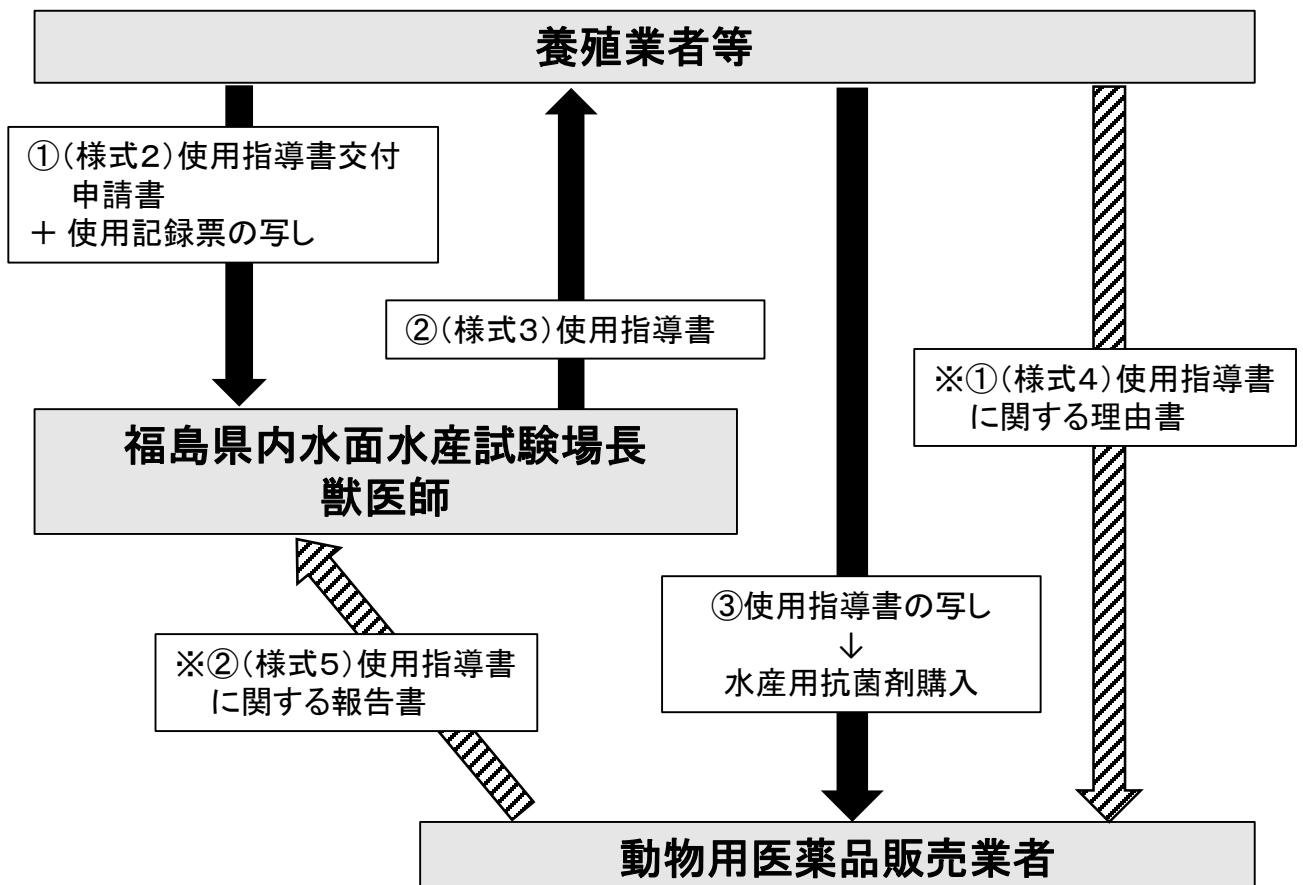 養殖業者等
①(様式2)使用指導書交付
申請書
+ 使用記録票の写し
②(様式3)使用指導書
※①(様式4)使用指導書
に関する理由書
福島県内水面水産試験場長
獣医師
③使用指導書の写し
↓
水産用抗菌剤購入
※②(様式5)使用指導書
に関する報告書
動物用医薬品販売業者